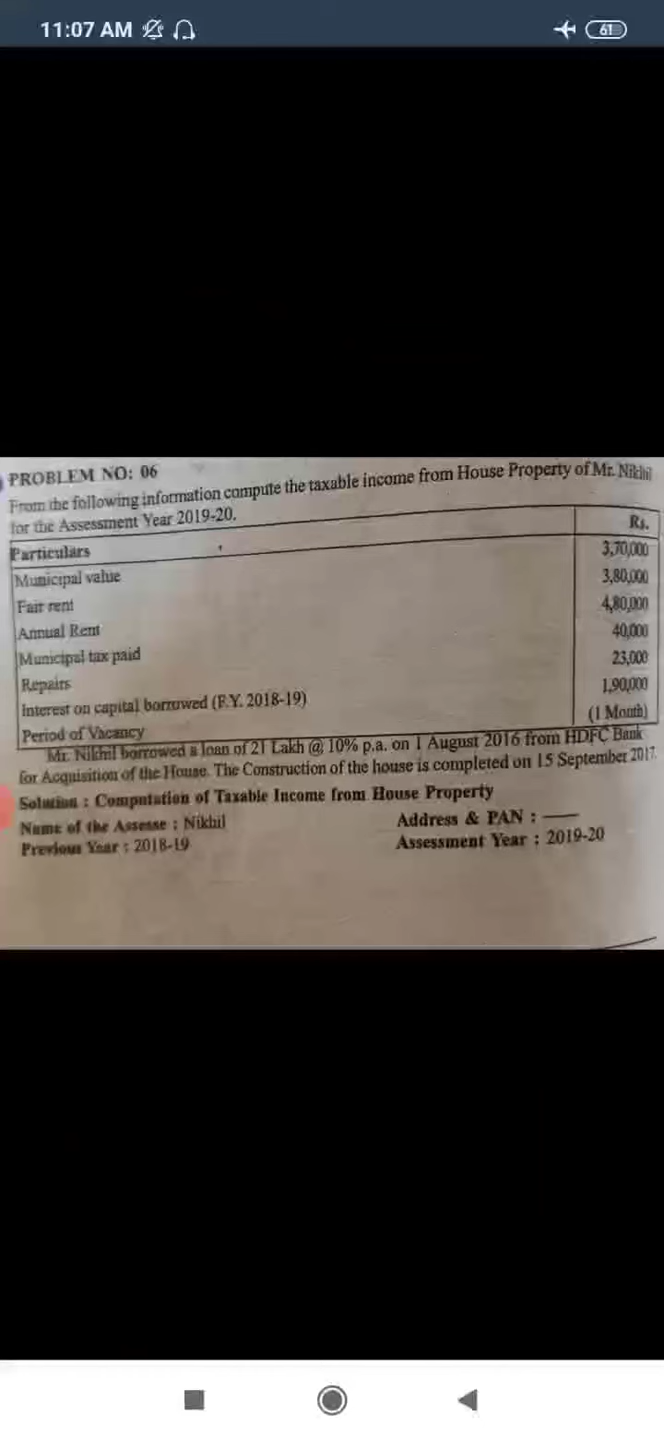 11:07 AM
61
PROBLEM NO: 06
From the following information compute the taxable income from House Property of Mr. Nikhil
for the Assessment Year 2019-20.
Particulars Rs.
Municipal value 3,70,000
Fair rent 3,80,000
Annual Rent 4,80,000
Municipal tax paid 40,000
Repairs 23,000
Interest on capital borrowed (F.Y. 2018-19) 1,90,000
Period of Vacancy (1 Month)
Mr. Nikhil borrowed a loan of 21 Lakh @ 10% p.a. on 1 August 2016 from HDFC Bank
for Acquisition of the House. The Construction of the house is completed on 15 September 2017.
Solution : Computation of Taxable Income from House Property
Name of the Assesse : Nikhil Address & PAN : ——
Previous Year : 2018-19 Assessment Year : 2019-20